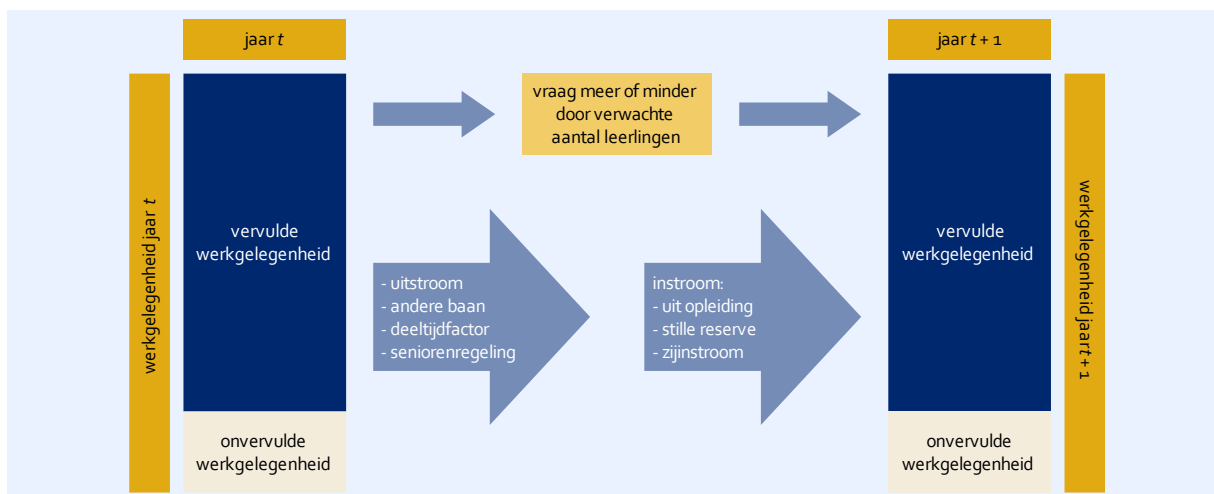 jaar t
jaar t + 1
werkgelegenheid jaar t
vervulde
werkgelegenheid
onvervulde
werkgelegenheid
vraag meer of minder
door verwachte
aantal leerlingen
- uitstroom
- andere baan
- deeltijdfactor
- seniorenregeling
instroom:
- uit opleiding
- stille reserve
- zijinstroom
vervulde
werkgelegenheid
onvervulde
werkgelegenheid
werkgelegenheid jaar t + 1